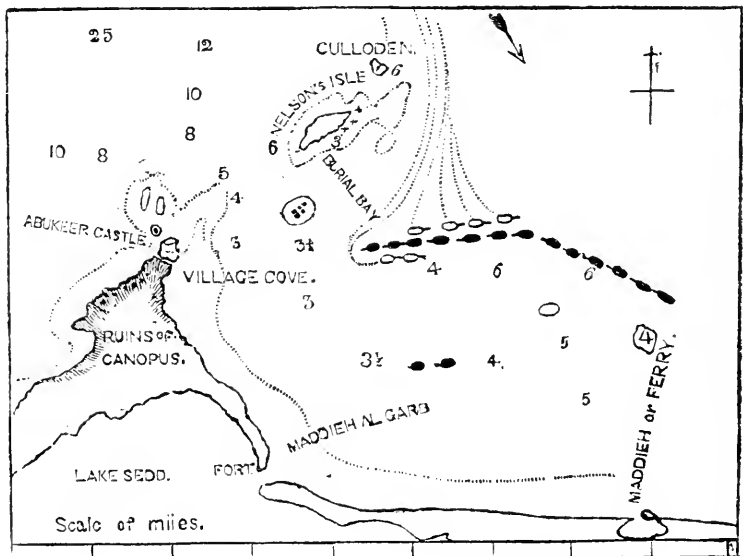 25
12
CULLODEN.
6
NELSON'S ISLE
10
8
10 8
6
3
BURIAL BAY
5
4
ABUKEER CASTLE.
3
3½
VILLAGE COVE.
4
6
6
3
RUINS OF
CANOPUS.
5
4
3½
4.
5
MADDIEH AL GARB
MADDIEH or FERRY.
LAKE SEDD.
FORT.
Scale of miles.